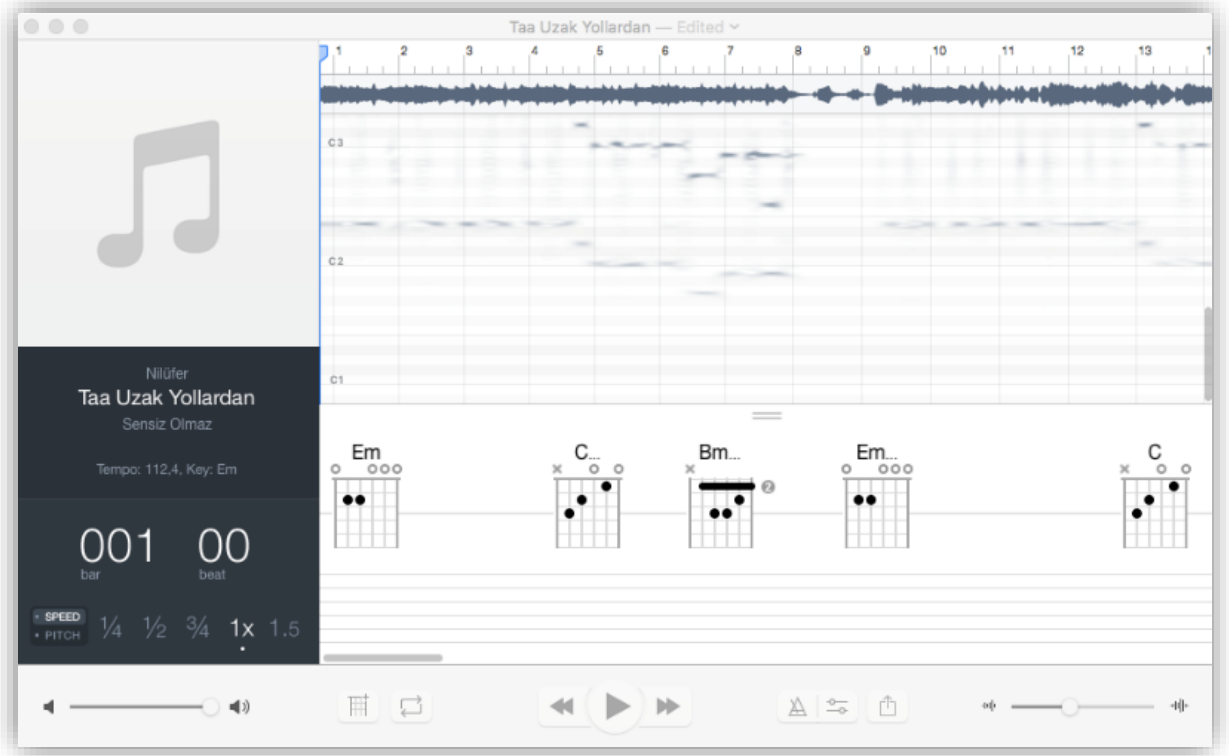 Taa Uzak Yollardan — Edited
1 2 3 4 5 6 7 8 9 10 11 12 13 1
C3
C2
C1
Nilüfer
Taa Uzak Yollardan
Sensiz Olmaz
Tempo: 112,4, Key: Em
Em C... Bm... Em... C
x o o o o x o o x o o o o x o o
2
001 00
bar beat
SPEED
PITCH
1/4 1/2 3/4 1x 1.5